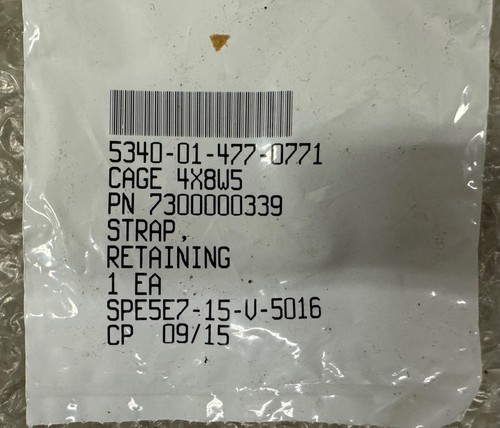 5340-01-477-0771
CAGE 4X8W5
PN 7300000339
STRAP,
RETAINING
1 EA
SPE5E7-15-V-5016
CP 09/15